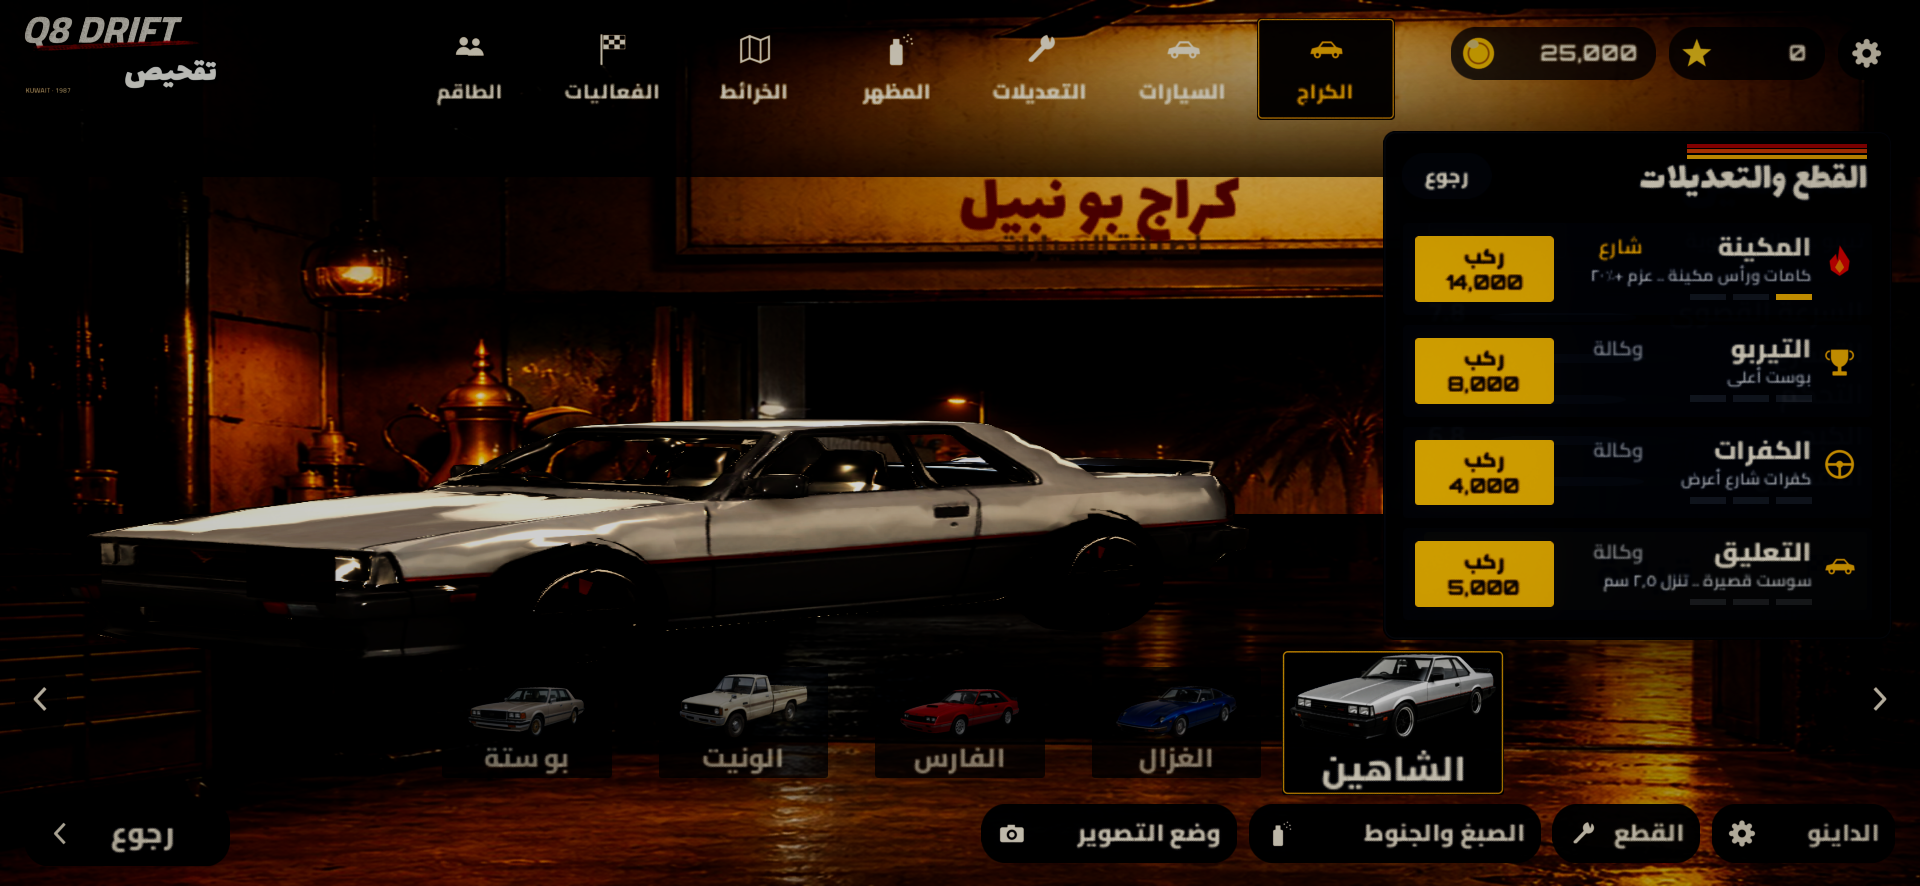 Q8 DRIFT
تفحيص
KUWAIT · 1987
0
25,000
الكراج
السيارات
التعديلات
المظهر
الخرائط
الفعاليات
الطاقم
كراج بو نبيل
القطع والتعديلات
رجوع
المكينة
شارع
كامات ورأس مكينة .. عزم +٢٠٪
ركب
14,000
التيربو
وكالة
بوست أعلى
ركب
8,000
الكفرات
وكالة
كفرات شارع أعرض
ركب
4,000
التعليق
وكالة
سوست قصيرة .. تنزل ٢,٥ سم
ركب
5,000
الشاهين
الغزال
الفارس
الونيت
بو ستة
الداينو
القطع
الصبغ والجنوط
وضع التصوير
رجوع